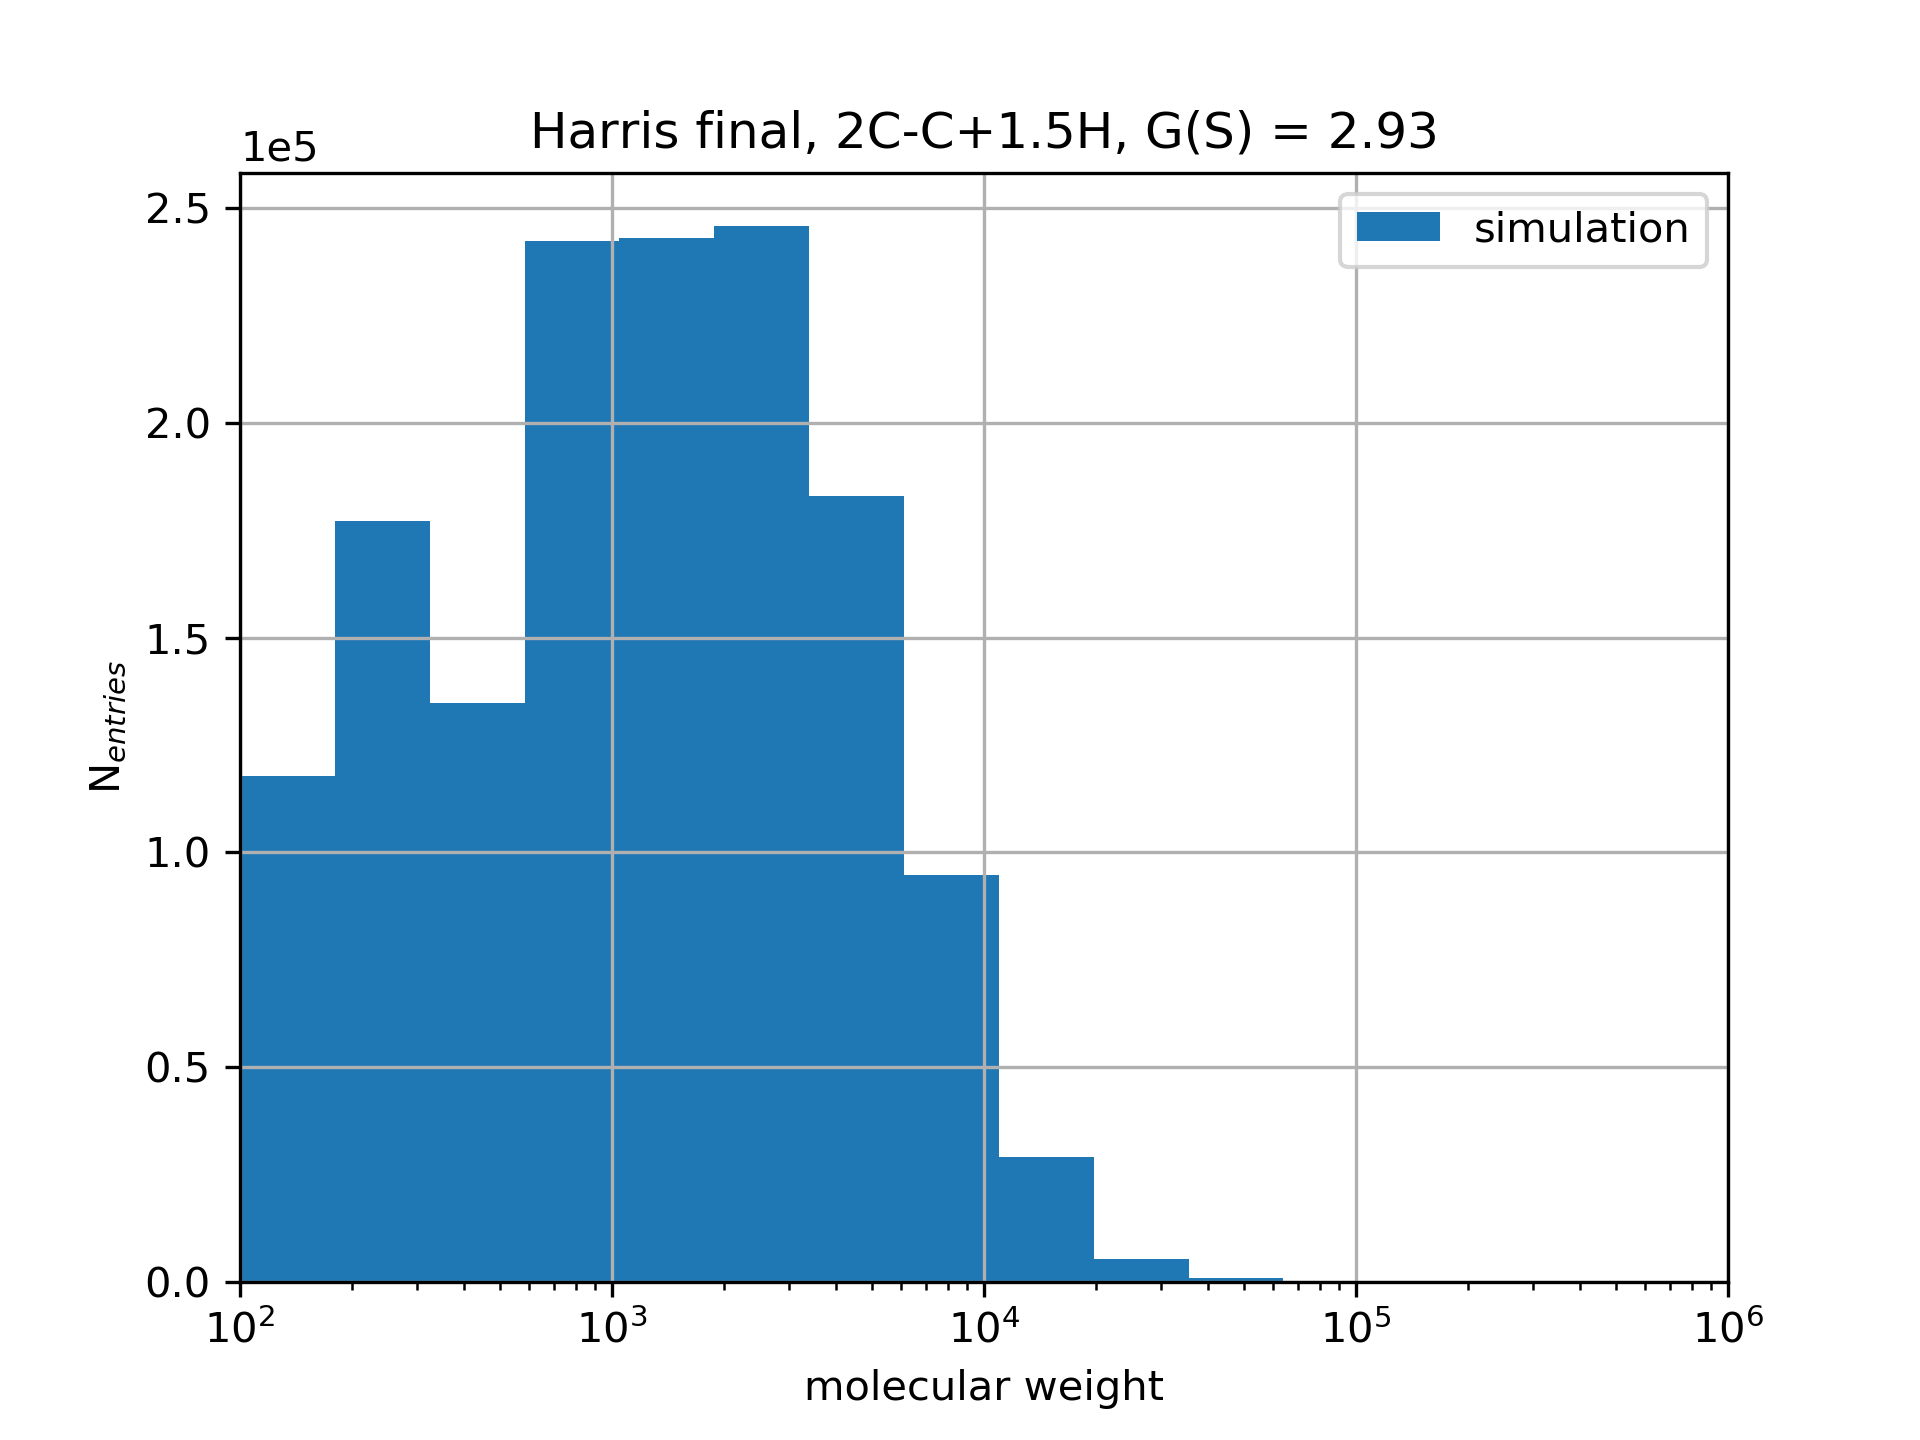 Harris final, 2C-C+1.5H, G(S) = 2.93
1e5
simulation
2.5
2.0
1.5
1.0
0.5
0.0
N_entries
10^2 10^3 10^4 10^5 10^6
molecular weight